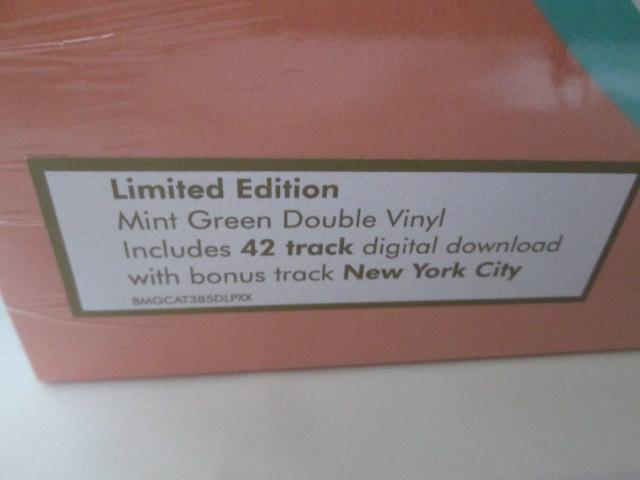 Limited Edition
Mint Green Double Vinyl
Includes 42 track digital download
with bonus track New York City
BMGCAT385DLPXX